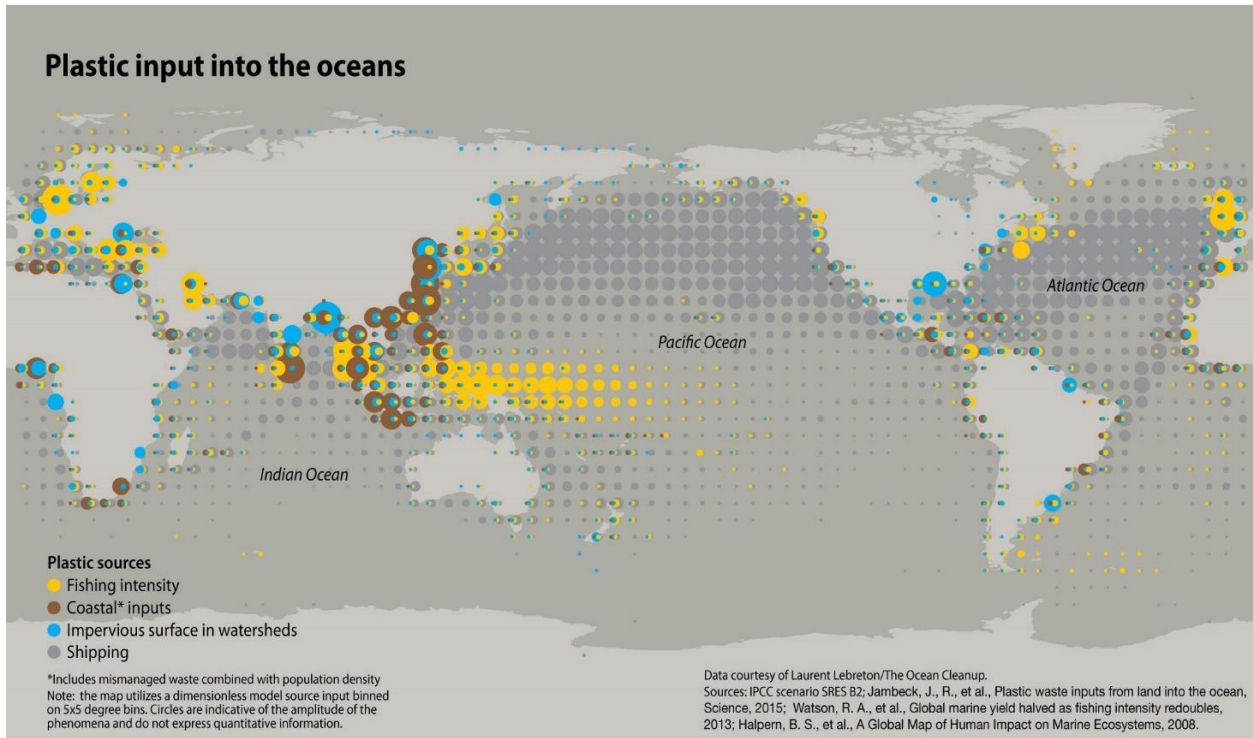 Plastic input into the oceans
Atlantic Ocean
Pacific Ocean
Indian Ocean
Plastic sources
Fishing intensity
Coastal* inputs
Impervious surface in watersheds
Shipping
*Includes mismanaged waste combined with population density
Note: the map utilizes a dimensionless model source input binned
on 5x5 degree bins. Circles are indicative of the amplitude of the
phenomena and do not express quantitative information.
Data courtesy of Laurent Lebreton/The Ocean Cleanup.
Sources: IPCC scenario SRES B2; Jambeck, J., R., et al., Plastic waste inputs from land into the ocean,
Science, 2015; Watson, R. A., et al., Global marine yield halved as fishing intensity redoubles,
2013; Halpern, B. S., et al., A Global Map of Human Impact on Marine Ecosystems, 2008.